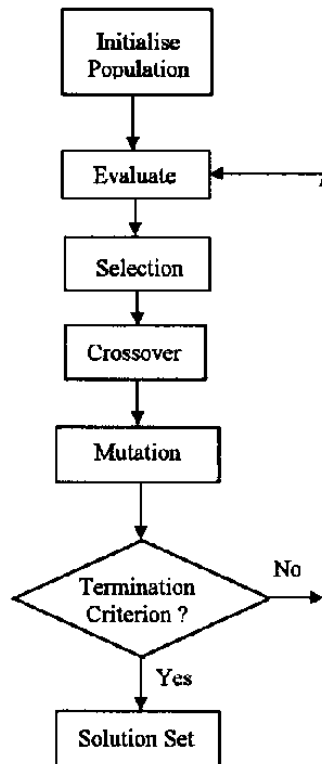 Initialise
Population
Evaluate
Selection
Crossover
Mutation
Termination
Criterion ?
No
Yes
Solution Set